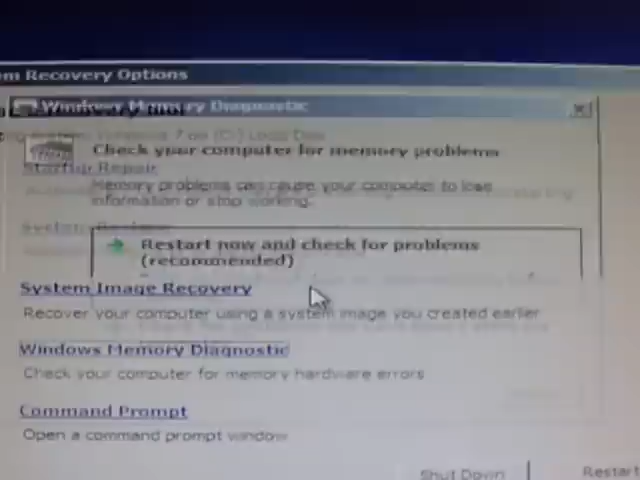 m Recovery Options
Windows Memory Diagnostic
Check your computer for memory problems
Startup Repair
Memory problems can cause your computer to lose
information or stop working.
Restart now and check for problems
(recommended)
System Image Recovery
Recover your computer using a system image you created earlier
Windows Memory Diagnostic
Check your computer for memory hardware errors
Command Prompt
Open a command prompt window
Shut Down
Restart